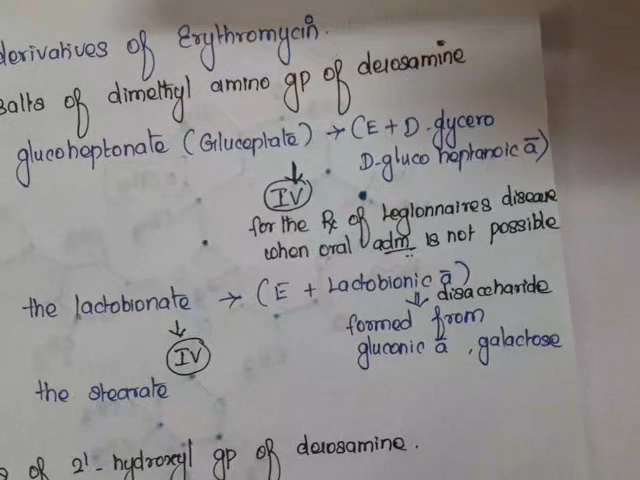 derivatives of Erythromycin.
Salts of dimethyl amino gp of desosamine
glucoheptonate (Gluceptate) → (E + D-glycero
D-gluco heptanoic a̅)
↓
IV
for the Rx of Legionnaires disease
when oral adm. is not possible
the lactobionate → (E + Lactobionic a̅)
⇓ disaccharide
formed from
↓
gluconic a̅, galactose
IV
the stearate
of 2'-hydroxyl gp of desosamine.